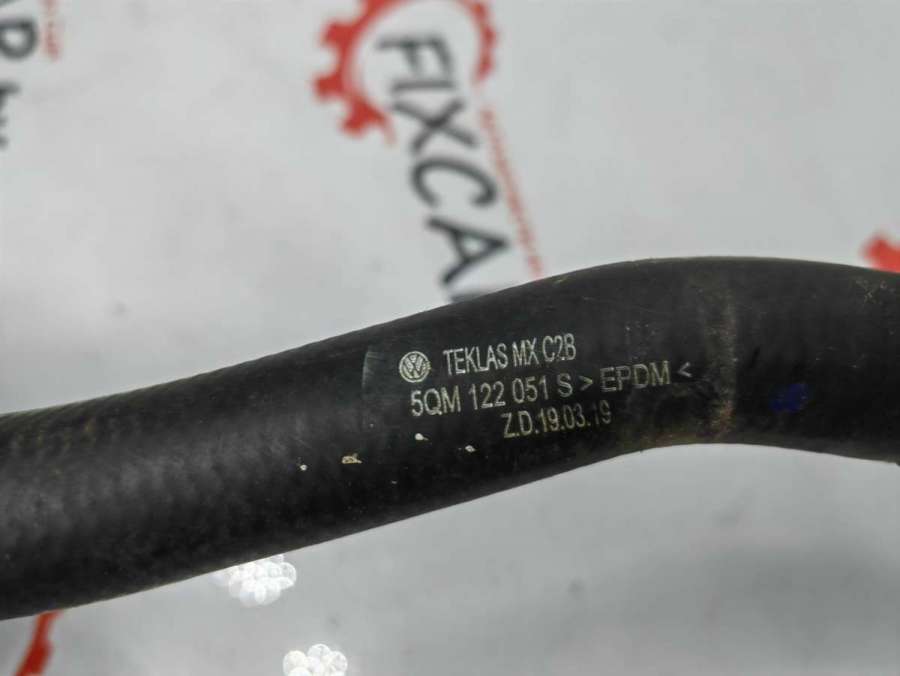 FIXCA
TEKLAS MX C2B
5QM 122 051 S >EPDM<
Z.D.19.03.19